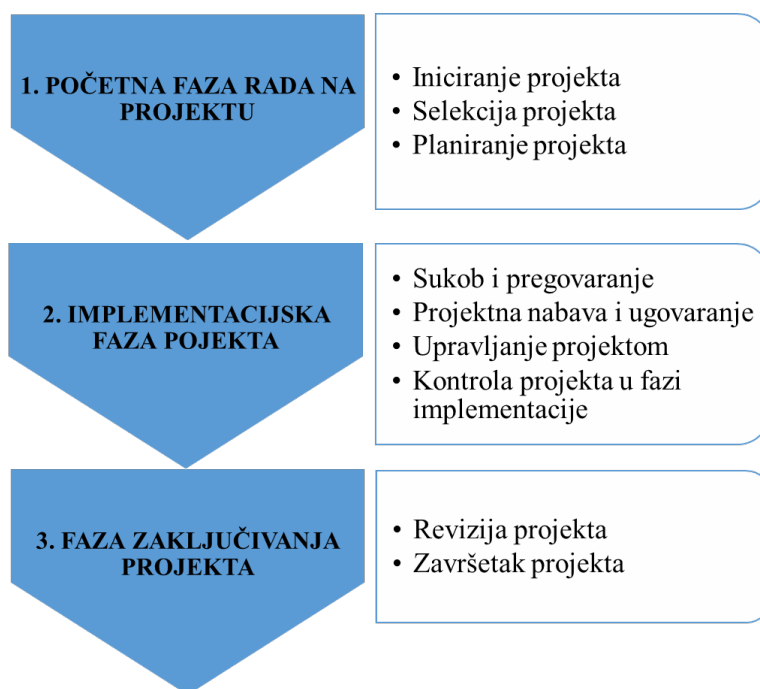 1. POČETNA FAZA RADA NA
PROJEKTU
• Iniciranje projekta
• Selekcija projekta
• Planiranje projekta
2. IMPLEMENTACIJSKA
FAZA POJEKTA
• Sukob i pregovaranje
• Projektna nabava i ugovaranje
• Upravljanje projektom
• Kontrola projekta u fazi
implementacije
3. FAZA ZAKLJUČIVANJA
PROJEKTA
• Revizija projekta
• Završetak projekta